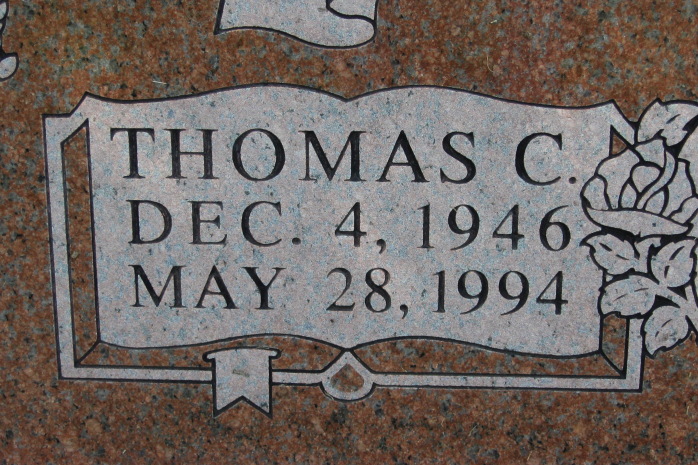 THOMAS C.
DEC. 4, 1946
MAY 28, 1994